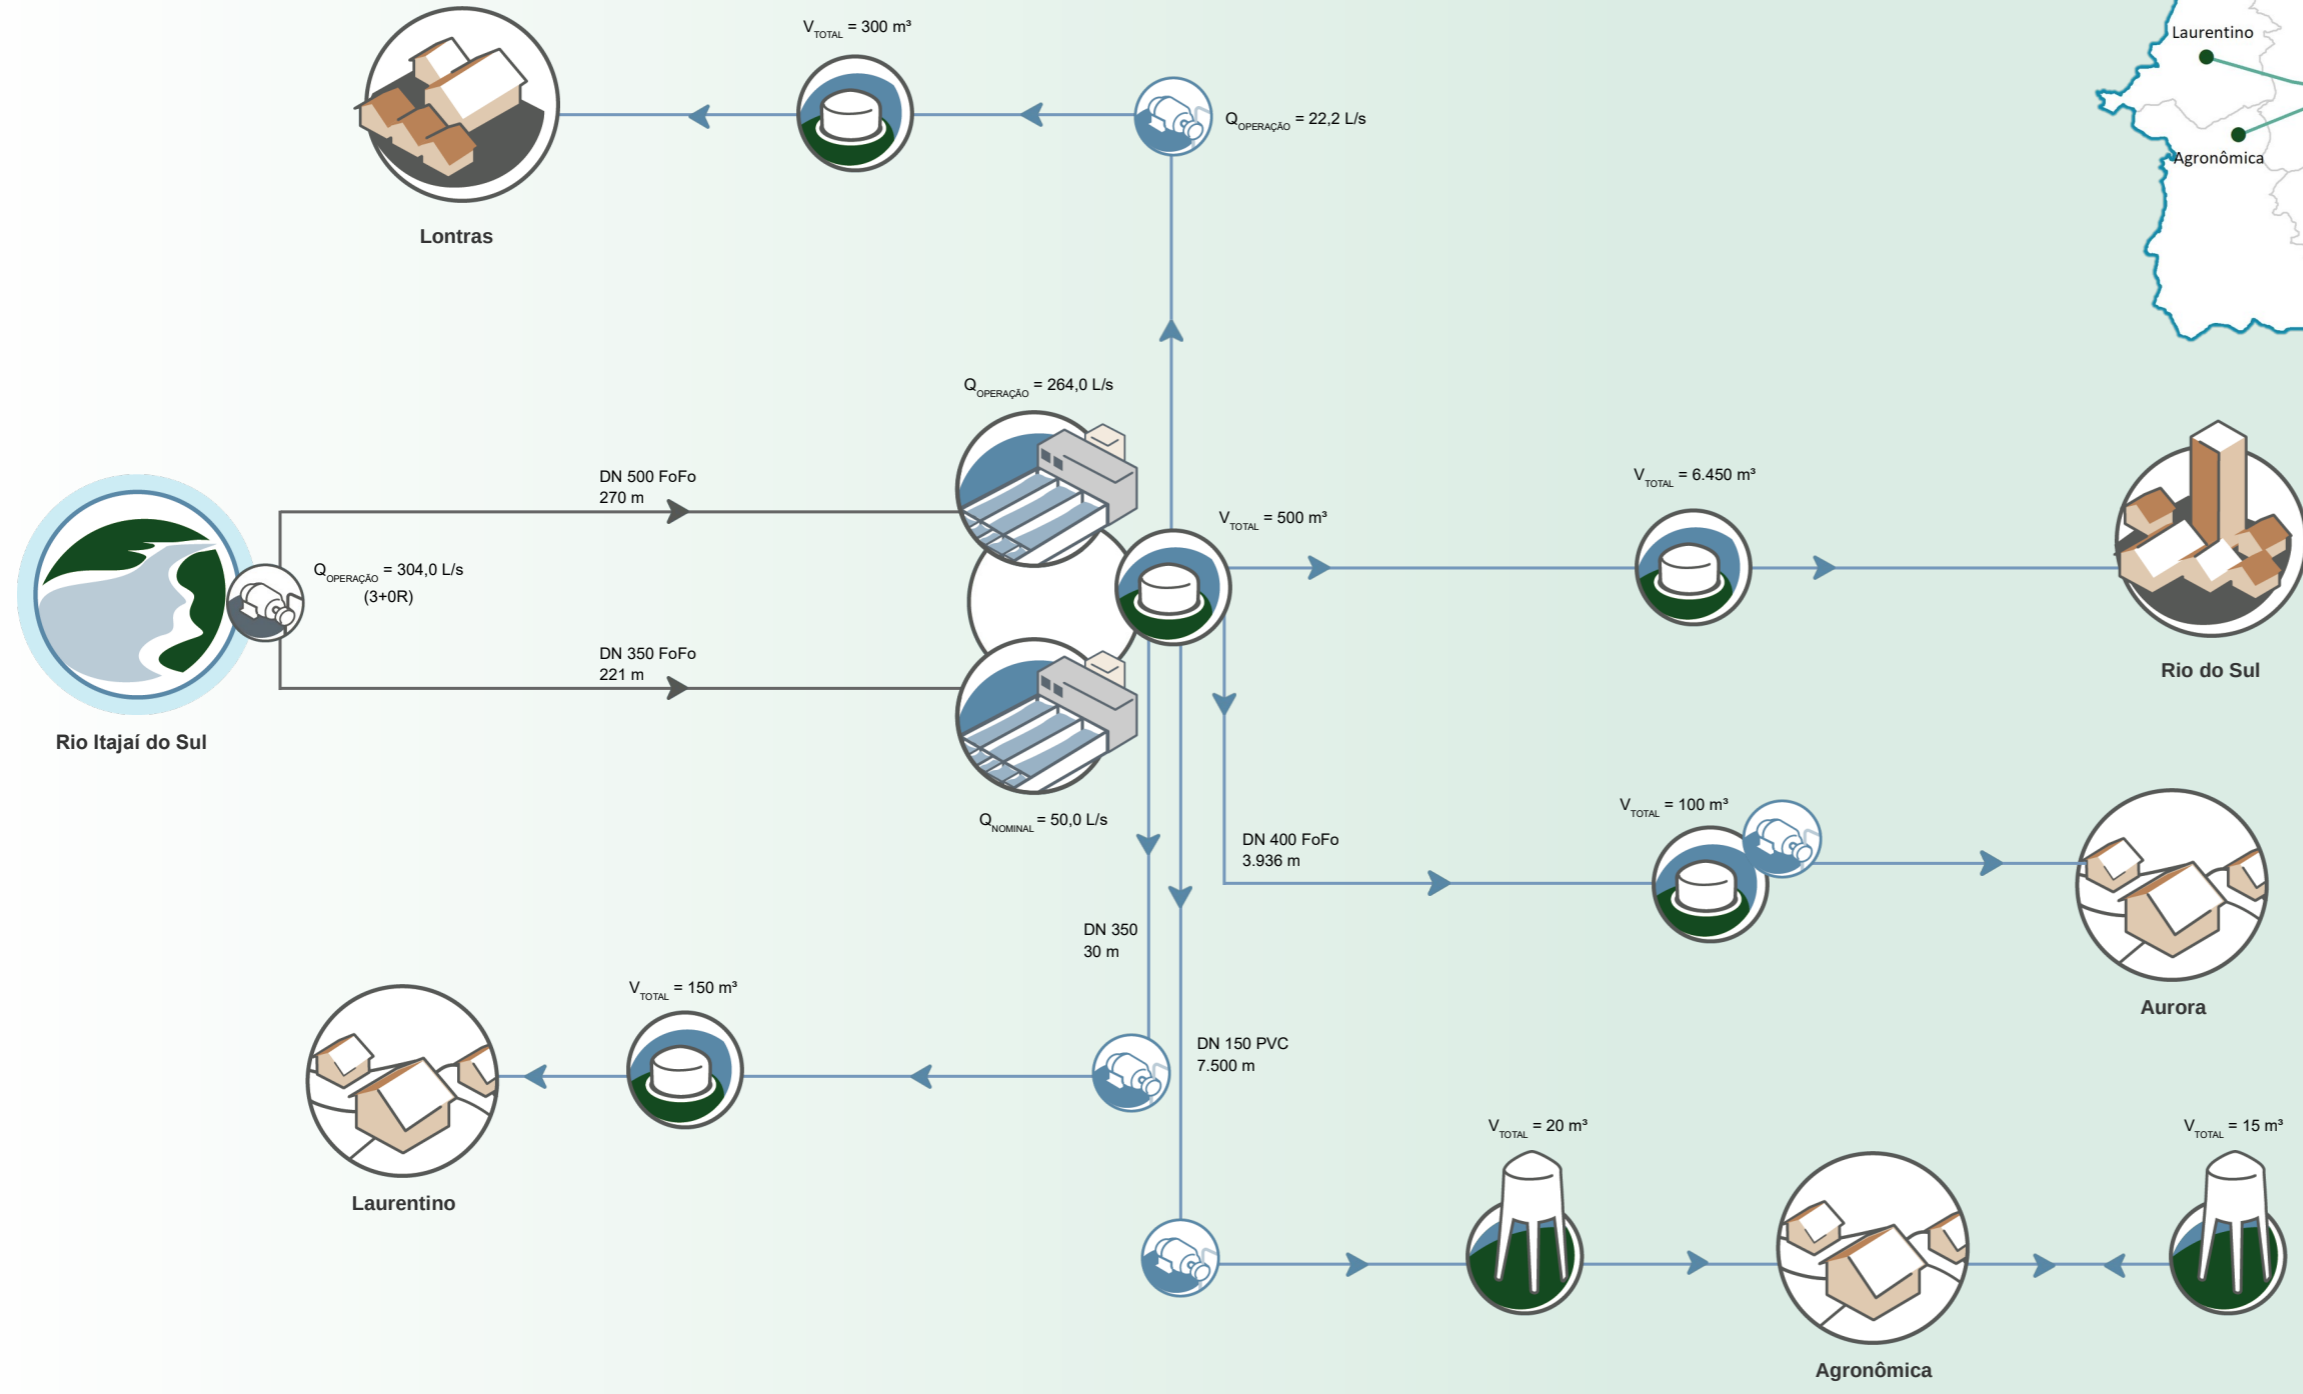 V TOTAL = 300 m³
Laurentino
Q OPERAÇÃO = 22,2 L/s
Agronômica
Lontras
Q OPERAÇÃO = 264,0 L/s
DN 500 FoFo
270 m
V TOTAL = 6.450 m³
V TOTAL = 500 m³
Q OPERAÇÃO = 304,0 L/s
(3+0R)
DN 350 FoFo
221 m
Rio do Sul
Rio Itajaí do Sul
V TOTAL = 100 m³
Q NOMINAL = 50,0 L/s
DN 400 FoFo
3.936 m
DN 350
30 m
V TOTAL = 150 m³
Aurora
DN 150 PVC
7.500 m
V TOTAL = 20 m³
V TOTAL = 15 m³
Laurentino
Agronômica